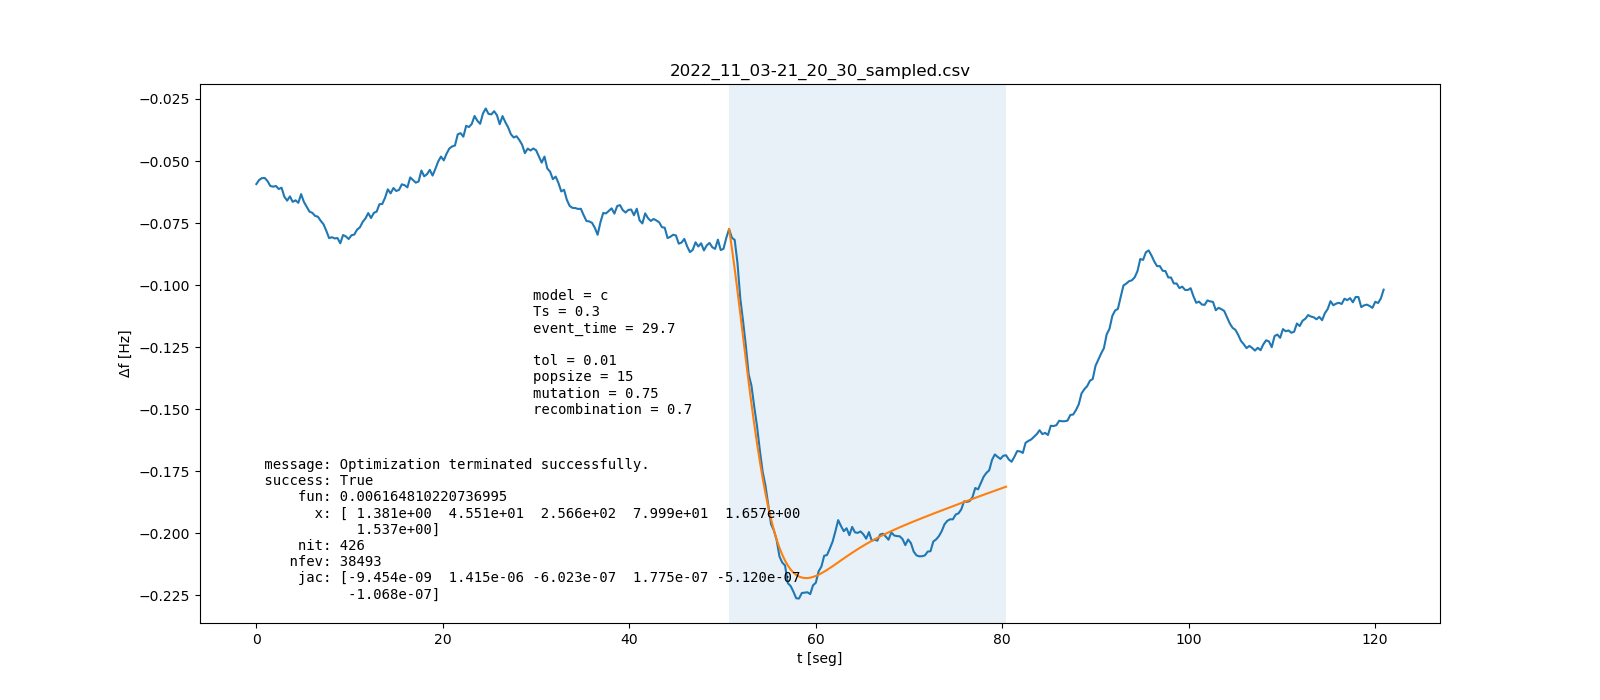 2022_11_03-21_20_30_sampled.csv
−0.025
−0.050
−0.075
−0.100
−0.125
−0.150
−0.175
−0.200
−0.225
Δf [Hz]
model = c
Ts = 0.3
event_time = 29.7
tol = 0.01
popsize = 15
mutation = 0.75
recombination = 0.7
message: Optimization terminated successfully.
success: True
fun: 0.006164810220736995
x: [ 1.381e+00 4.551e+01 2.566e+02 7.999e+01 1.657e+00
1.537e+00]
nit: 426
nfev: 38493
jac: [-9.454e-09 1.415e-06 -6.023e-07 1.775e-07 -5.120e-07
-1.068e-07]
0 20 40 60 80 100 120
t [seg]